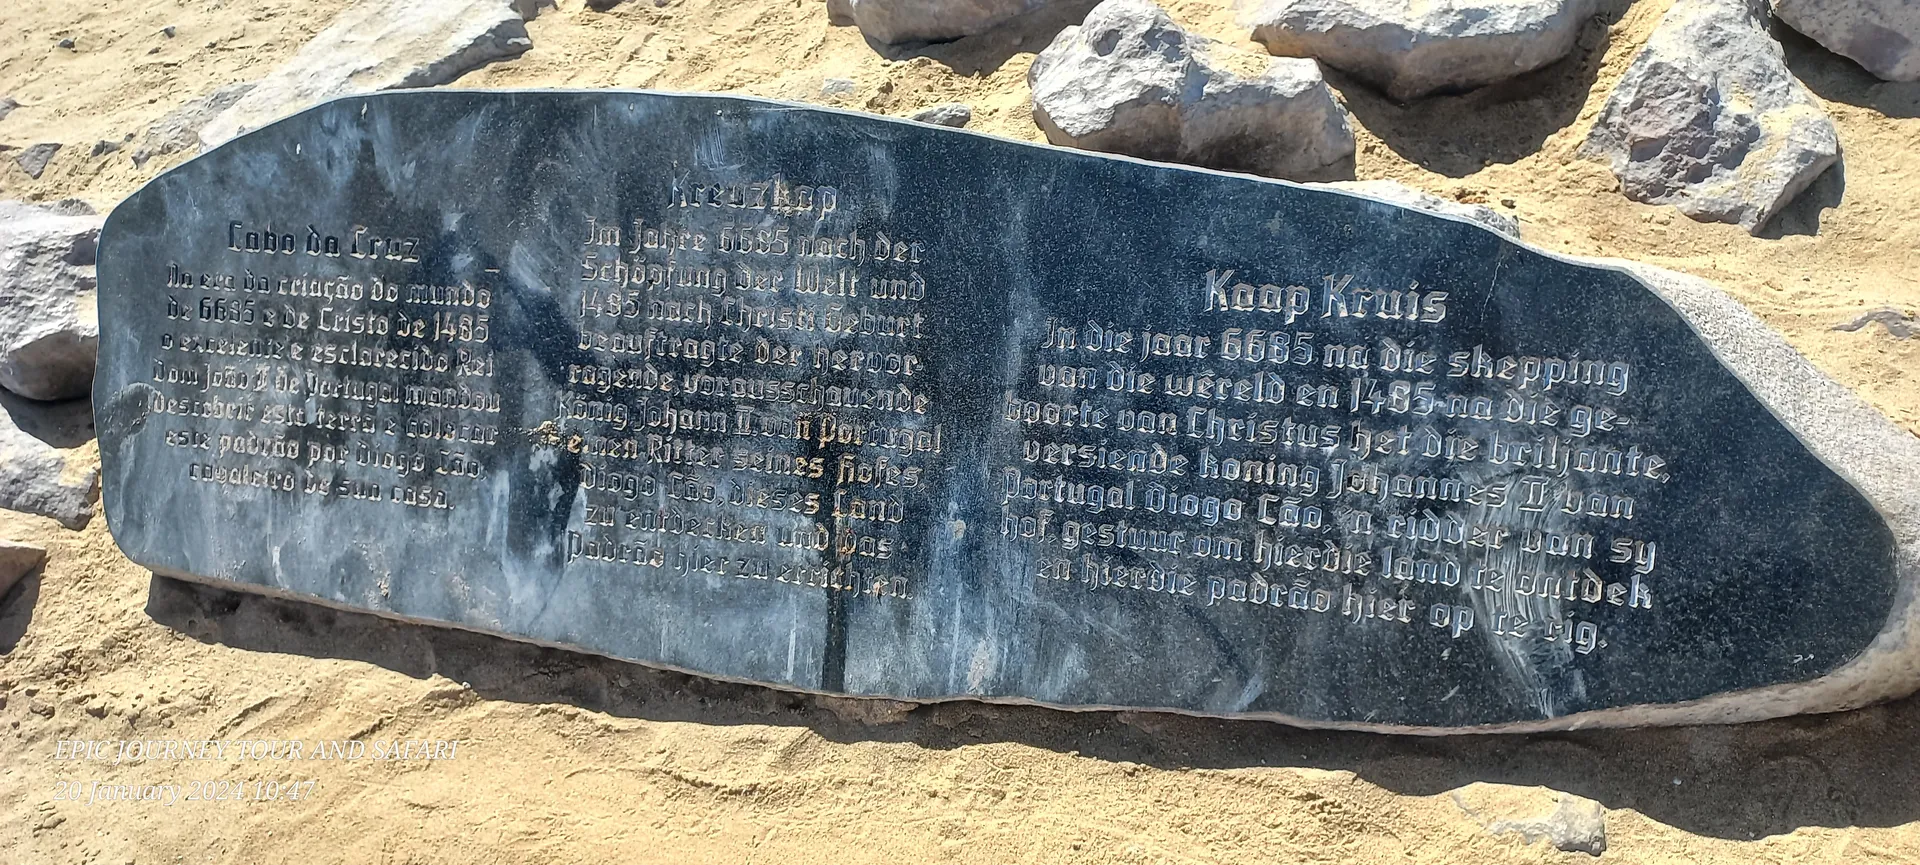 Cabo da Cruz
Na era da criação do mundo
de 6685 e de Cristo de 1485
o excelente e esclarecido Rei
Dom João II de Portugal mandou
descobrir esta terra e colocar
este padrão por Diogo Cão,
cavaleiro de sua casa.
Kreuzkap
Im Jahre 6685 nach der
Schöpfung der Welt und
1485 nach Christi Geburt
beauftragte der hervor-
ragende, vorausschauende
König Johann II. von Portugal
einen Ritter seines Hofes,
Diogo Cão, dieses Land
zu entdecken und das
Padrão hier zu errichten.
Kaap Kruis
In die jaar 6685 na die skepping
van die wêreld en 1485 na die ge-
boorte van Christus het die briljante,
versiende koning Johannes II van
Portugal Diogo Cão, 'n ridder van sy
hof, gestuur om hierdie land te ontdek
en hierdie padrão hier op te rig.
EPIC JOURNEY TOUR AND SAFARI
20 January 2024 10:47